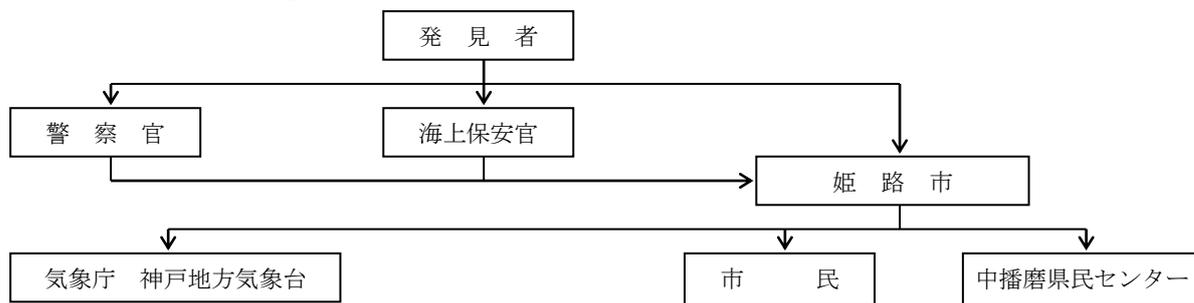 発 見 者
警 察 官
海上保安官
姫 路 市
気象庁 神戸地方気象台
市 民
中播磨県民センター